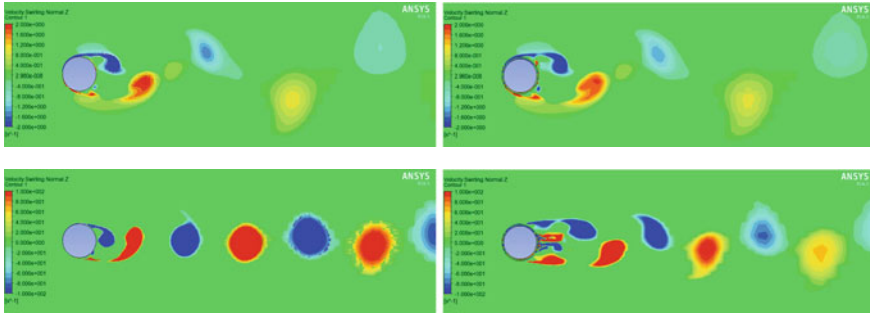 Velocity Swirling Normal Z
Contour 1
2.000e+000
1.600e+000
1.200e+000
8.000e-001
4.000e-001
2.980e-008
-4.000e-001
-8.000e-001
-1.200e+000
-1.600e+000
-2.000e+000
[s^-1]
ANSYS
Velocity Swirling Normal Z
Contour 1
2.000e+000
1.600e+000
1.200e+000
8.000e-001
4.000e-001
2.980e-008
-4.000e-001
-8.000e-001
-1.200e+000
-1.600e+000
-2.000e+000
[s^-1]
ANSYS
Velocity Swirling Normal Z
Contour 1
1.000e+002
8.000e+001
6.000e+001
4.000e+001
2.000e+001
0.000e+000
-2.000e+001
-4.000e+001
-6.000e+001
-8.000e+001
-1.000e+002
[s^-1]
ANSYS
Velocity Swirling Normal Z
Contour 1
1.000e+002
8.000e+001
6.000e+001
4.000e+001
2.000e+001
0.000e+000
-2.000e+001
-4.000e+001
-6.000e+001
-8.000e+001
-1.000e+002
[s^-1]
ANSYS